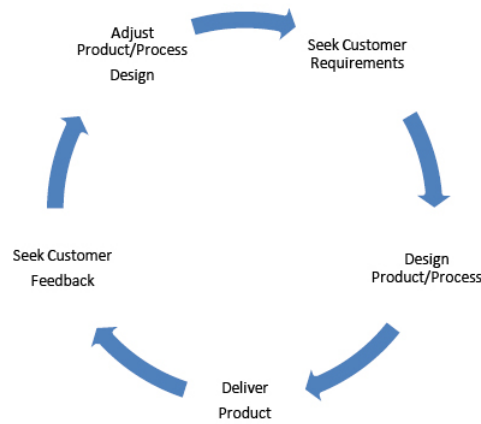 Adjust
Product/Process
Design
Seek Customer
Requirements
Design
Product/Process
Deliver
Product
Seek Customer
Feedback